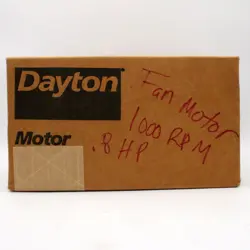 Dayton
Motor
Fan Motor
1000 RPM
.8 HP